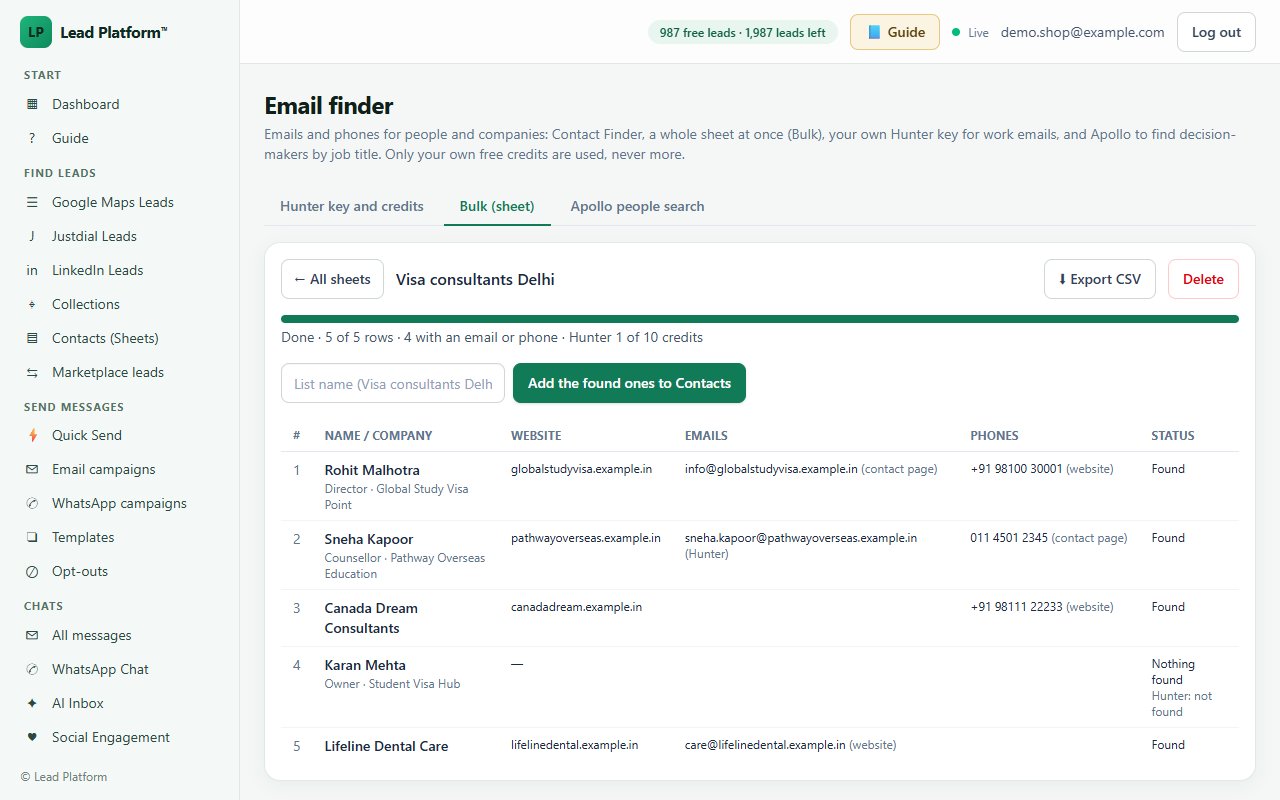 LP Lead Platform™
START
Dashboard
? Guide
FIND LEADS
Google Maps Leads
J Justdial Leads
in LinkedIn Leads
Collections
Contacts (Sheets)
Marketplace leads
SEND MESSAGES
Quick Send
Email campaigns
WhatsApp campaigns
Templates
Opt-outs
CHATS
All messages
WhatsApp Chat
AI Inbox
Social Engagement
© Lead Platform
987 free leads · 1,987 leads left
Guide
Live
demo.shop@example.com
Log out
Email finder
Emails and phones for people and companies: Contact Finder, a whole sheet at once (Bulk), your own Hunter key for work emails, and Apollo to find decision-
makers by job title. Only your own free credits are used, never more.
Hunter key and credits Bulk (sheet) Apollo people search
← All sheets Visa consultants Delhi ⬇ Export CSV Delete
Done · 5 of 5 rows · 4 with an email or phone · Hunter 1 of 10 credits
List name (Visa consultants Delh Add the found ones to Contacts
# NAME / COMPANY WEBSITE EMAILS PHONES STATUS
1 Rohit Malhotra globalstudyvisa.example.in info@globalstudyvisa.example.in (contact page) +91 98100 30001 (website) Found
Director · Global Study Visa
Point
2 Sneha Kapoor pathwayoverseas.example.in sneha.kapoor@pathwayoverseas.example.in 011 4501 2345 (contact page) Found
Counsellor · Pathway Overseas (Hunter)
Education
3 Canada Dream canadadream.example.in +91 98111 22233 (website) Found
Consultants
4 Karan Mehta — Nothing
found
Owner · Student Visa Hub Hunter: not
found
5 Lifeline Dental Care lifelinedental.example.in care@lifelinedental.example.in (website) Found